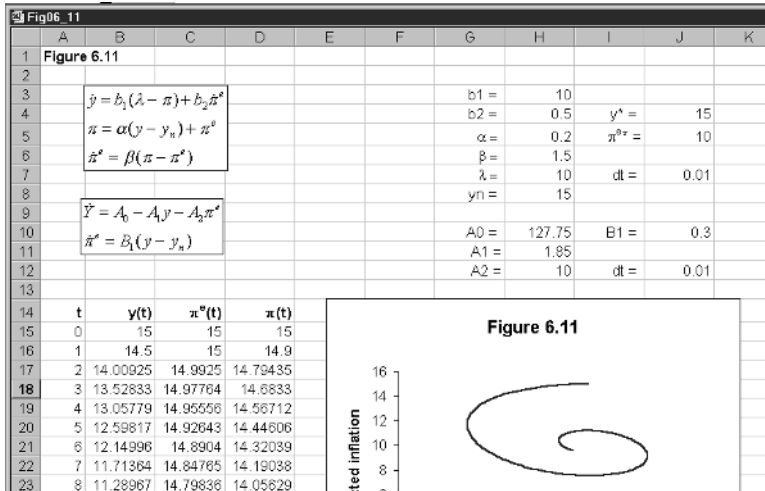 Fig06_11
A B C D E F G H I J K
1 Figure 6.11
2
3 ẏ = b₁(λ − π) + b₂π̇ᵉ b1 = 10
4 b2 = 0.5 y* = 15
5 π = α(y − yₙ) + πᵉ α = 0.2 πᵉ* = 10
6 π̇ᵉ = β(π − πᵉ) β = 1.5
7 λ = 10 dt = 0.01
8 yn = 15
9 Ẏ = A₀ − A₁y − A₂πᵉ
10 π̇ᵉ = B₁(y − yₙ) A0 = 127.75 B1 = 0.3
11 A1 = 1.85
12 A2 = 10 dt = 0.01
13
14 t y(t) πᵉ(t) π(t)
15 0 15 15 15 Figure 6.11
16 1 14.5 15 14.9
17 2 14.00925 14.9925 14.79435
18 3 13.52833 14.97764 14.6833
19 4 13.05779 14.95556 14.56712
20 5 12.59817 14.92643 14.44606
21 6 12.14996 14.8904 14.32039
22 7 11.71364 14.84765 14.19038
23 8 11.28967 14.79836 14.05629
16
14
12
10
8
inflation